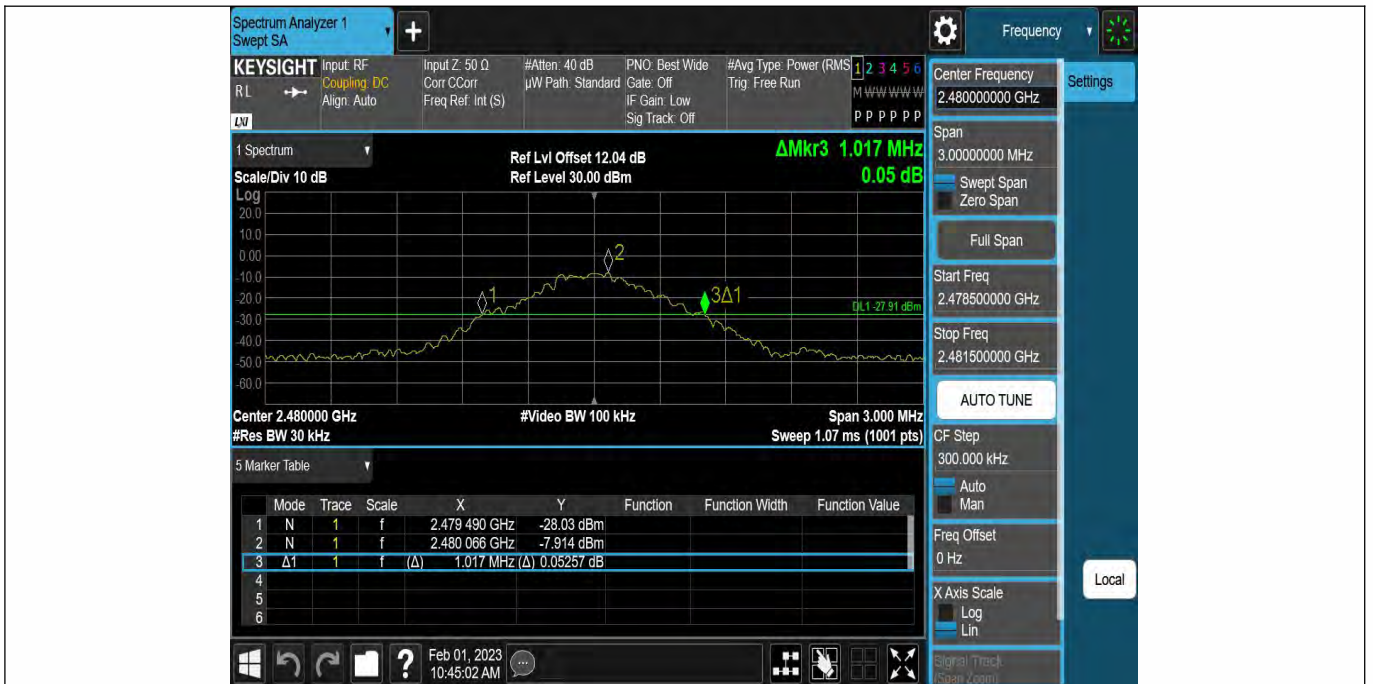 Spectrum Analyzer 1
Swept SA
+
Frequency
KEYSIGHT
RL
LXI
Input: RF
Coupling: DC
Align: Auto
Input Z: 50 Ω
Corr CCorr
Freq Ref: Int (S)
#Atten: 40 dB
µW Path: Standard
PNO: Best Wide
Gate: Off
IF Gain: Low
Sig Track: Off
#Avg Type: Power (RMS
Trig: Free Run
1 2 3 4 5 6
M W W W W W
P P P P P P
1 Spectrum
Scale/Div 10 dB
Ref Lvl Offset 12.04 dB
Ref Level 30.00 dBm
ΔMkr3 1.017 MHz
0.05 dB
Log
20.0
10.0
0.00
-10.0
-20.0
-30.0
-40.0
-50.0
-60.0
1
2
3Δ1
DL1 -27.91 dBm
Center 2.480000 GHz
#Video BW 100 kHz
Span 3.000 MHz
#Res BW 30 kHz
Sweep 1.07 ms (1001 pts)
5 Marker Table
Mode Trace Scale X Y Function Function Width Function Value
1 N 1 f 2.479 490 GHz -28.03 dBm
2 N 1 f 2.480 066 GHz -7.914 dBm
3 Δ1 1 f (Δ) 1.017 MHz (Δ) 0.05257 dB
4
5
6
Feb 01, 2023
10:45:02 AM
?
Center Frequency
2.480000000 GHz
Settings
Span
3.00000000 MHz
Swept Span
Zero Span
Full Span
Start Freq
2.478500000 GHz
Stop Freq
2.481500000 GHz
AUTO TUNE
CF Step
300.000 kHz
Auto
Man
Freq Offset
0 Hz
X Axis Scale
Log
Lin
Signal Track
(Span Zoom)
Local